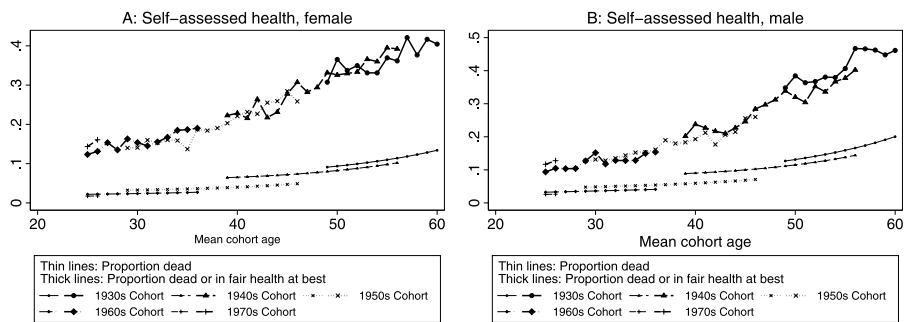 A: Self-assessed health, female
.4
.3
.2
.1
0
20 30 40 50 60
Mean cohort age
Thin lines: Proportion dead
Thick lines: Proportion dead or in fair health at best
1930s Cohort 1940s Cohort 1950s Cohort
1960s Cohort 1970s Cohort
B: Self-assessed health, male
.5
.4
.3
.2
.1
0
20 30 40 50 60
Mean cohort age
Thin lines: Proportion dead
Thick lines: Proportion dead or in fair health at best
1930s Cohort 1940s Cohort 1950s Cohort
1960s Cohort 1970s Cohort